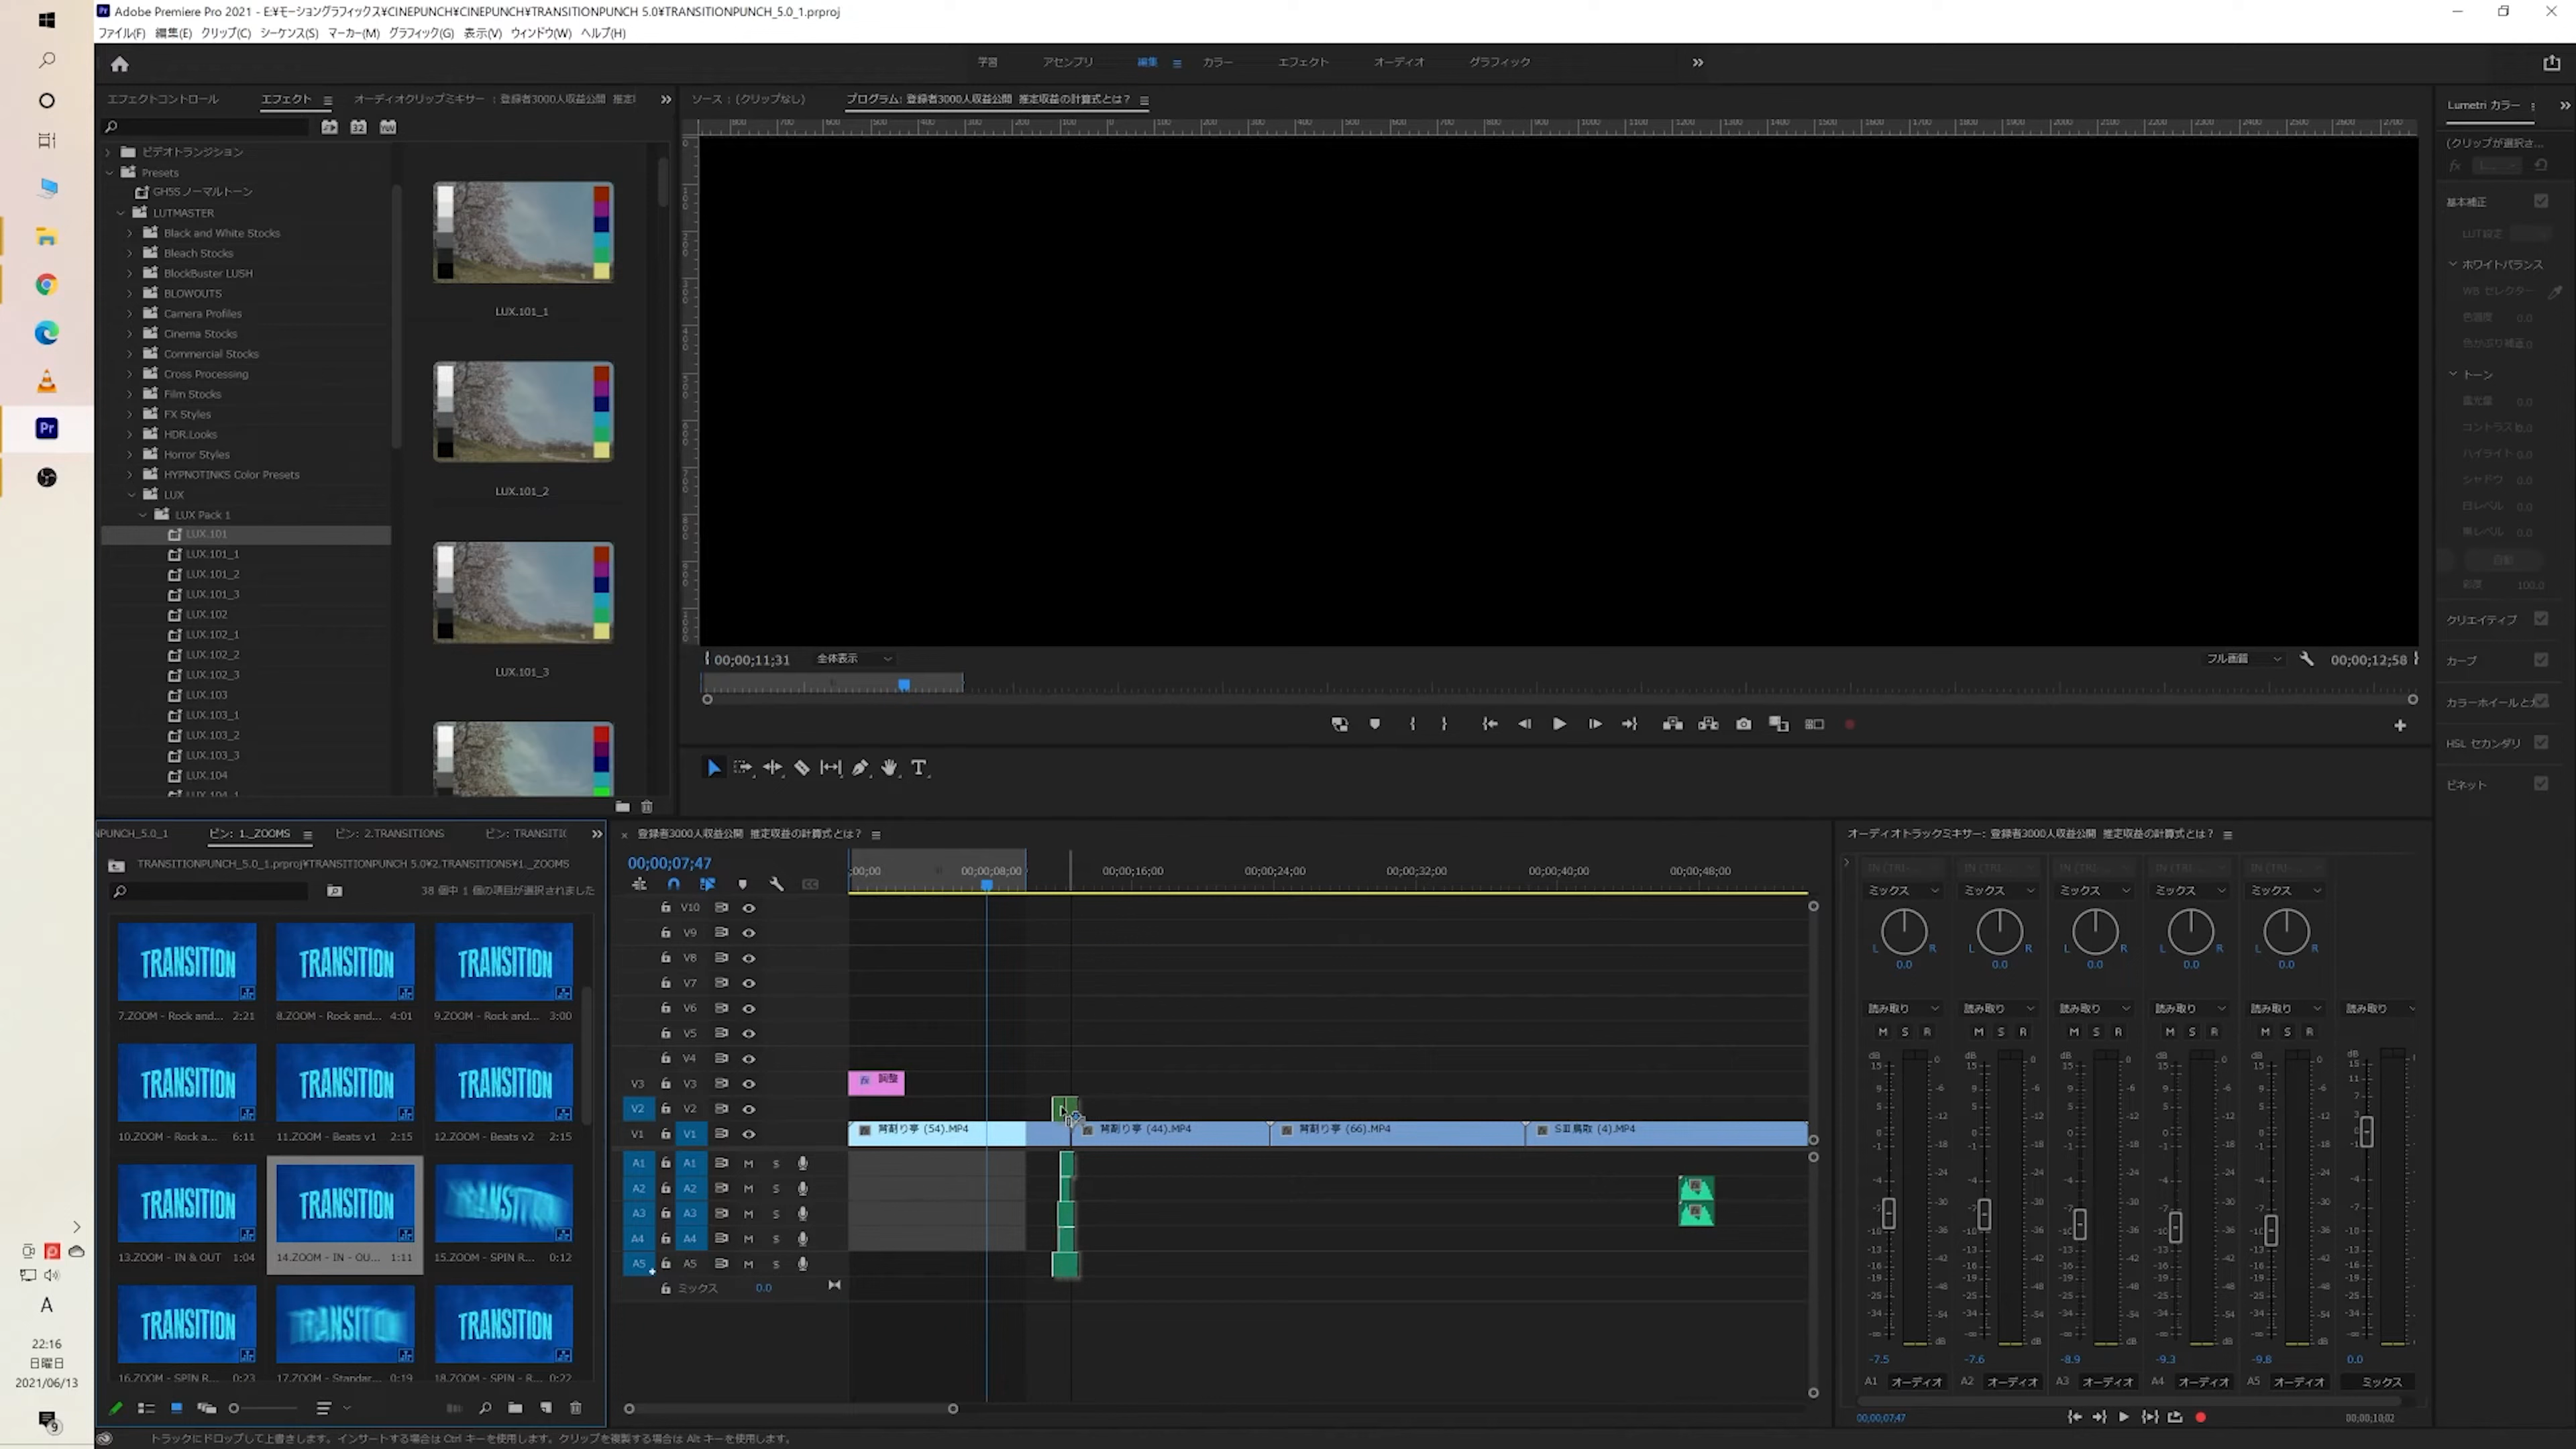 Adobe Premiere Pro 2021 - E:¥モーショングラフィックス¥CINEPUNCH¥CINEPUNCH¥TRANSITIONPUNCH 5.0¥TRANSITIONPUNCH_5.0_1.prproj
ファイル(F) 編集(E) クリップ(C) シーケンス(S) マーカー(M) グラフィック(G) 表示(V) ウィンドウ(W) ヘルプ(H)
学習 アセンブリ 編集 カラー エフェクト オーディオ グラフィック
エフェクトコントロール エフェクト オーディオクリップミキサー : 登録者3000人収益公開 推定
ソース : (クリップなし) プログラム: 登録者3000人収益公開 推定収益の計算式とは?
ビデオトランジション
Presets
GH5S ノーマルトーン
LUTMASTER
Black and White Stocks
Bleach Stocks
BlockBuster LUSH
BLOWOUTS
Camera Profiles
Cinema Stocks
Commercial Stocks
Cross Processing
Film Stocks
FX Styles
HDR.Looks
Horror Styles
HYPNOTINKS Color Presets
LUX
LUX Pack 1
LUX.101
LUX.101_1
LUX.101_2
LUX.101_3
LUX.102
LUX.102_1
LUX.102_2
LUX.102_3
LUX.103
LUX.103_1
LUX.103_2
LUX.103_3
LUX.104
LUX.101_1
LUX.101_2
LUX.101_3
00;00;11;31 全体表示 フル画質 00;00;12;58
Lumetri カラー
(クリップが選択さ...
基本補正
LUT設定
ホワイトバランス
WB セレクター
色温度 0.0
色かぶり補正 0.0
トーン
露光量 0.0
コントラスト 0.0
ハイライト 0.0
シャドウ 0.0
白レベル 0.0
黒レベル 0.0
自動
彩度 100.0
クリエイティブ
カーブ
カラーホイールと
HSL セカンダリ
ビネット
PUNCH_5.0_1 ビン: 1._ZOOMS ビン: 2.TRANSITIONS ビン: TRANSITIO
TRANSITIONPUNCH_5.0_1.prproj¥TRANSITIONPUNCH 5.0¥2.TRANSITIONS¥1._ZOOMS
38 個中 1 個の項目が選択されました
TRANSITION TRANSITION TRANSITION
7.ZOOM - Rock and... 2:21 8.ZOOM - Rock and... 4:01 9.ZOOM - Rock and... 3:00
TRANSITION TRANSITION TRANSITION
10.ZOOM - Rock a... 6:11 11.ZOOM - Beats v1 2:15 12.ZOOM - Beats v2 2:15
TRANSITION TRANSITION TRANSITION
13.ZOOM - IN & OUT 1:04 14.ZOOM - IN - OU... 1:11 15.ZOOM - SPIN R... 0:12
TRANSITION TRANSITION TRANSITION
16.ZOOM - SPIN R... 0:23 17.ZOOM - Standar... 0:19 18.ZOOM - SPIN R... 0:22
登録者3000人収益公開 推定収益の計算式とは?
00;00;07;47
;00;00 00;00;08;00 00;00;16;00 00;00;24;00 00;00;32;00 00;00;40;00 00;00;48;00
V10
V9
V8
V7
V6
V5
V4
V3 V3 調整
V2 V2
V1 V1 弩割り亭 (54).MP4 弩割り亭 (44).MP4 弩割り亭 (66).MP4 SⅢ鳥取 (4).MP4
A1 A1 M S
A2 A2 M S
A3 A3 M S
A4 A4 M S
A5 A5 M S
ミックス 0.0
オーディオトラックミキサー: 登録者3000人収益公開 推定収益の計算式とは?
ミックス ミックス ミックス ミックス ミックス
L R L R L R L R L R
0.0 0.0 0.0 0.0 0.0
読み取り 読み取り 読み取り 読み取り 読み取り 読み取り
M S R M S R M S R M S R M S R
-7.5 -7.6 -8.9 -9.3 -9.8 0.0
A1 オーディオ A2 オーディオ A3 オーディオ A4 オーディオ A5 オーディオ ミックス
00;00;07;47 00;00;10;02
トラックにドロップして上書きします。インサートする場合は Ctrl キーを使用します。クリップを複製する場合は Alt キーを使用します。
Pr
A
22:16
日曜日
2021/06/13
9